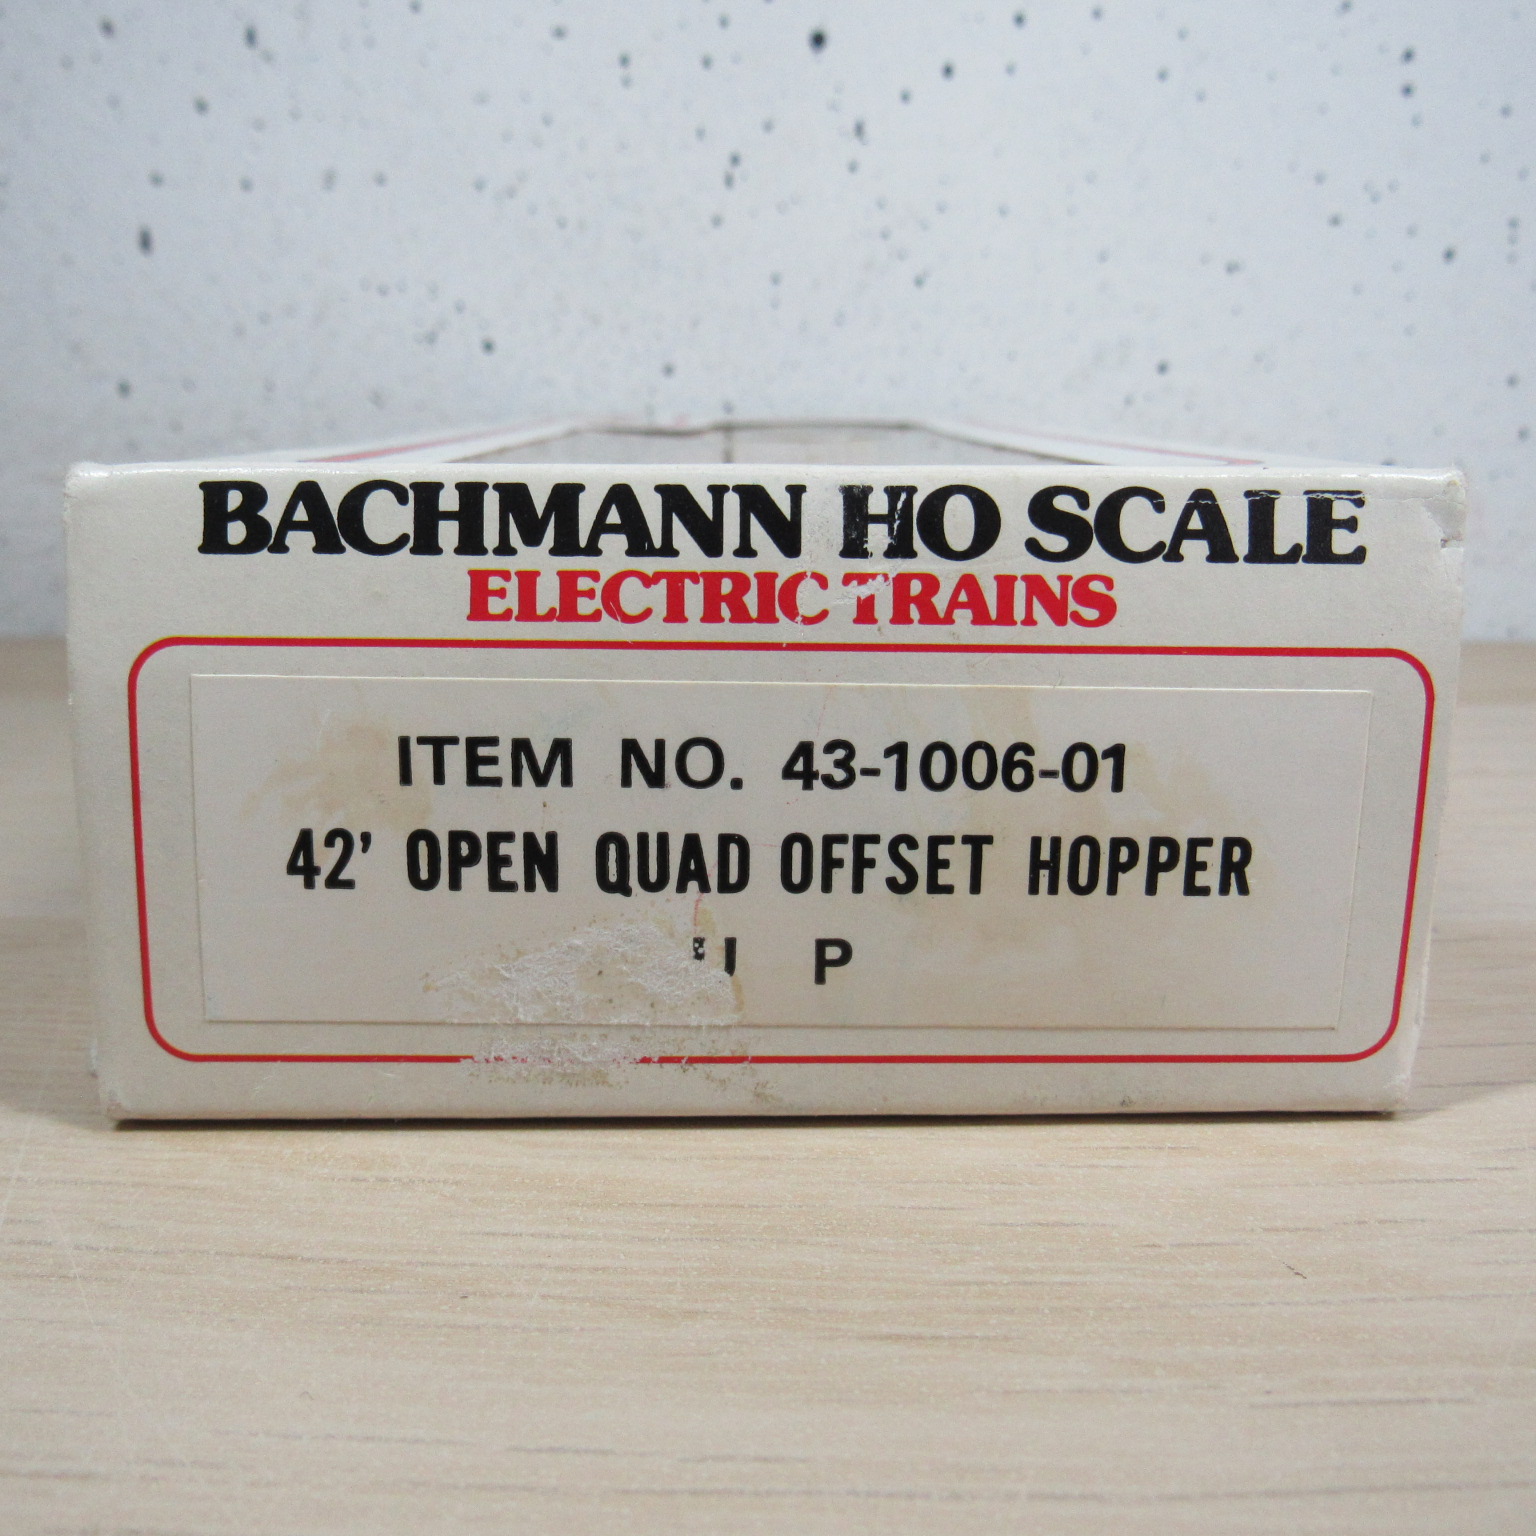 BACHMANN HO SCALE
ELECTRIC TRAINS
ITEM NO. 43-1006-01
42' OPEN QUAD OFFSET HOPPER
P